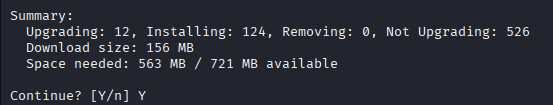 Summary:
  Upgrading: 12, Installing: 124, Removing: 0, Not Upgrading: 526
  Download size: 156 MB
  Space needed: 563 MB / 721 MB available
Continue? [Y/n] Y